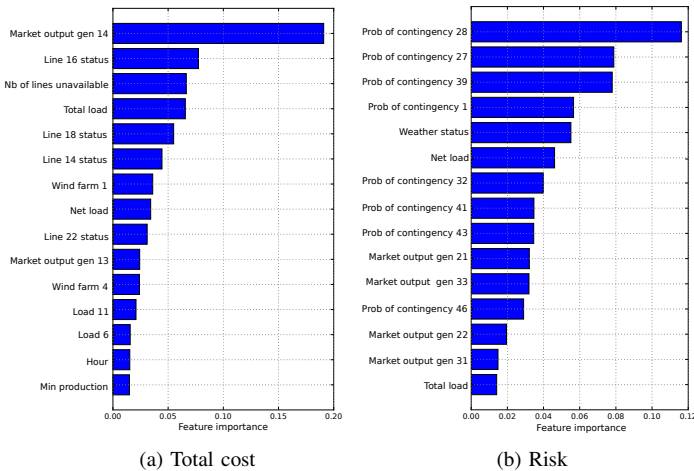 Market output gen 14
Line 16 status
Nb of lines unavailable
Total load
Line 18 status
Line 14 status
Wind farm 1
Net load
Line 22 status
Market output gen 13
Wind farm 4
Load 11
Load 6
Hour
Min production
0.00 0.05 0.10 0.15 0.20
Feature importance
(a) Total cost
Prob of contingency 28
Prob of contingency 27
Prob of contingency 39
Prob of contingency 1
Weather status
Net load
Prob of contingency 32
Prob of contingency 41
Prob of contingency 43
Market output gen 21
Market output gen 33
Prob of contingency 46
Market output gen 22
Market output gen 31
Total load
0.00 0.02 0.04 0.06 0.08 0.10 0.12
Feature importance
(b) Risk